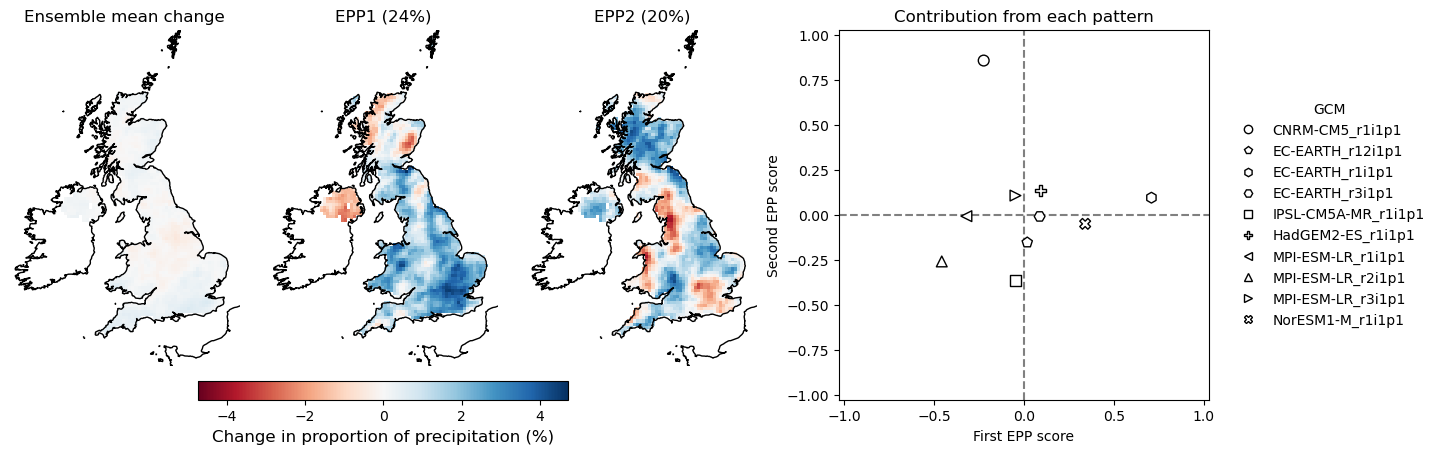 Ensemble mean change
EPP1 (24%)
EPP2 (20%)
−4
−2
0
2
4
Change in proportion of precipitation (%)
Contribution from each pattern
1.00
0.75
0.50
0.25
0.00
−0.25
−0.50
−0.75
−1.00
Second EPP score
−1.0
−0.5
0.0
0.5
1.0
First EPP score
GCM
CNRM-CM5_r1i1p1
EC-EARTH_r12i1p1
EC-EARTH_r1i1p1
EC-EARTH_r3i1p1
IPSL-CM5A-MR_r1i1p1
HadGEM2-ES_r1i1p1
MPI-ESM-LR_r1i1p1
MPI-ESM-LR_r2i1p1
MPI-ESM-LR_r3i1p1
NorESM1-M_r1i1p1